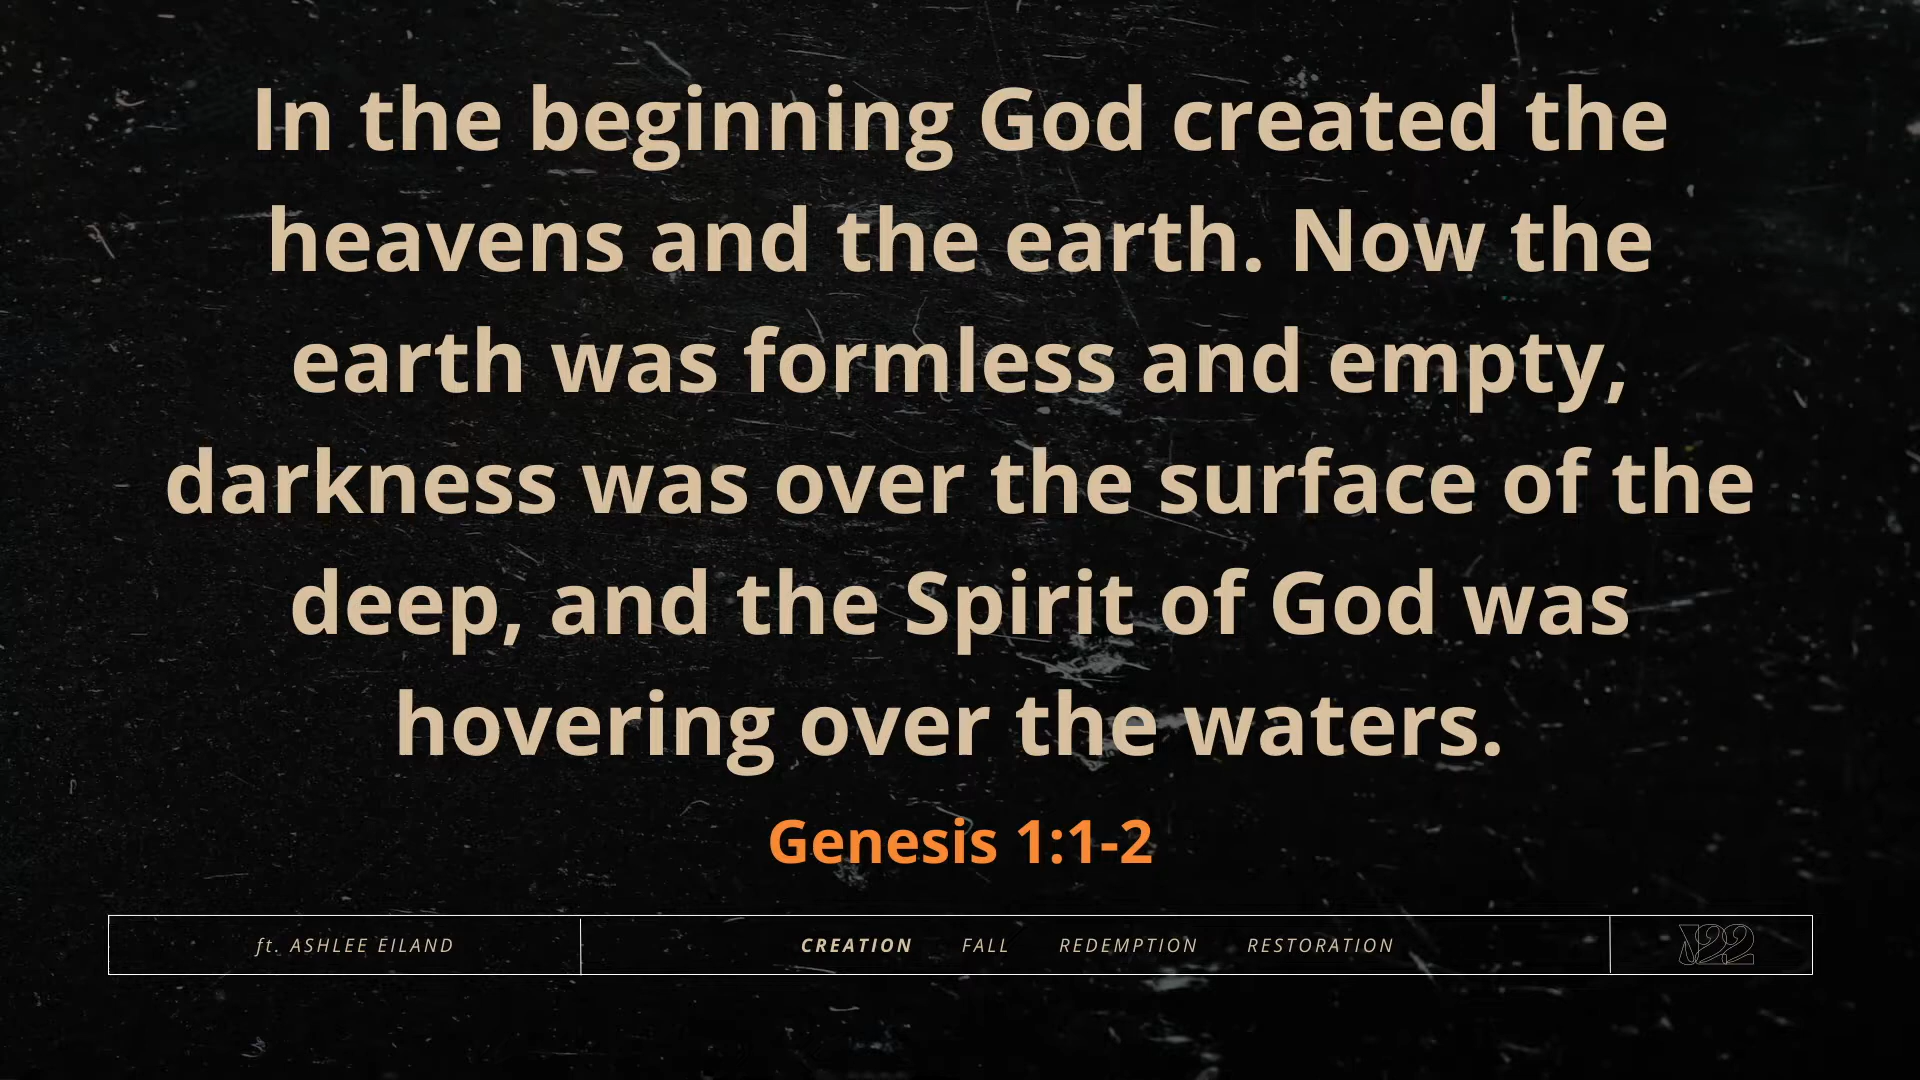 In the beginning God created the
heavens and the earth. Now the
earth was formless and empty,
darkness was over the surface of the
deep, and the Spirit of God was
hovering over the waters.
Genesis 1:1-2
ft. ASHLEE EILAND
CREATION FALL REDEMPTION RESTORATION